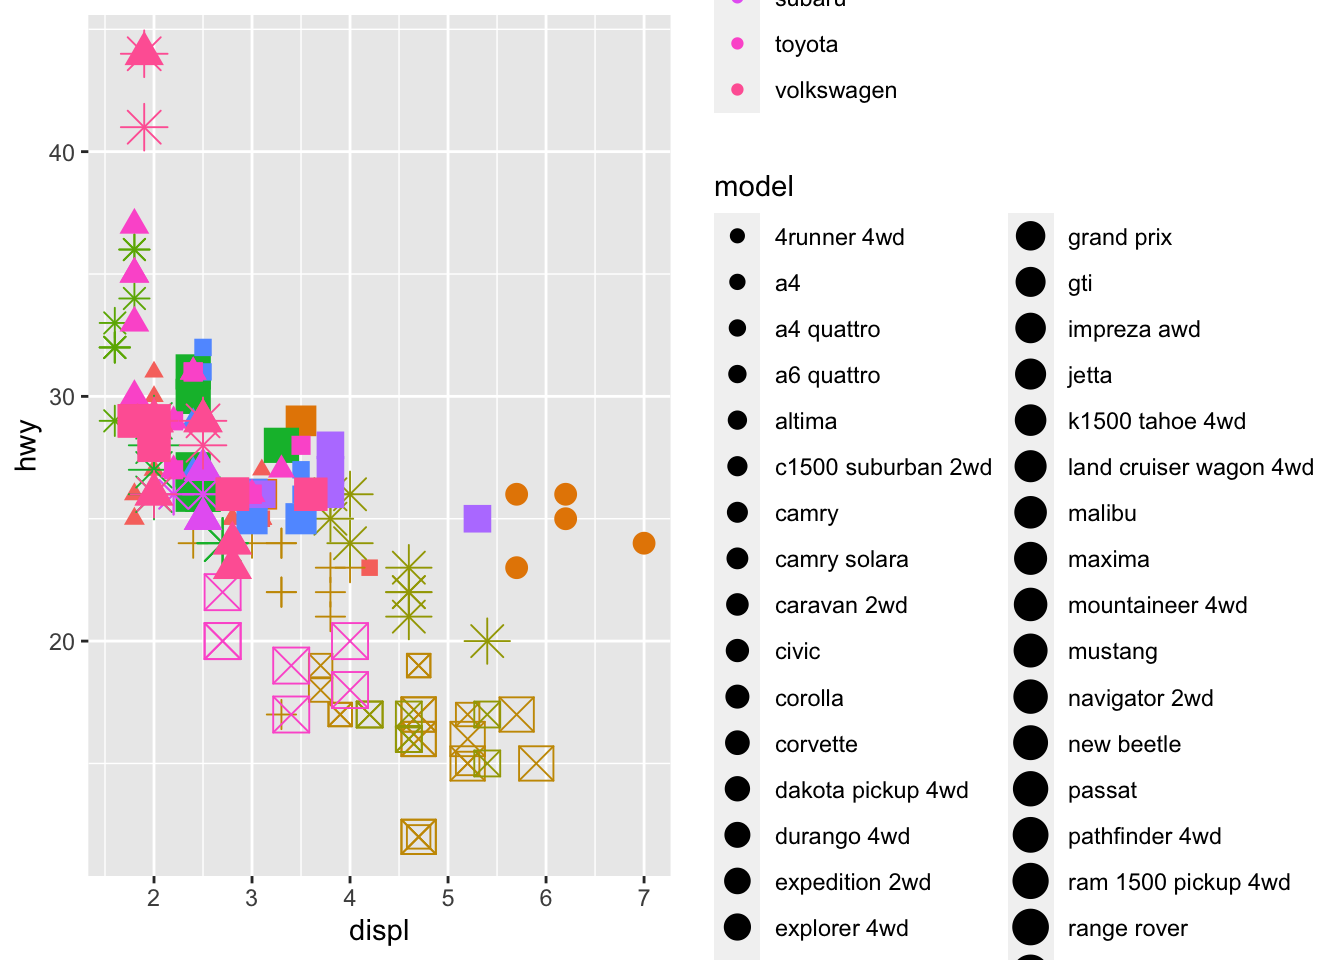 subaru
toyota
volkswagen
model
4runner 4wd
a4
a4 quattro
a6 quattro
altima
c1500 suburban 2wd
camry
camry solara
caravan 2wd
civic
corolla
corvette
dakota pickup 4wd
durango 4wd
expedition 2wd
explorer 4wd
grand prix
gti
impreza awd
jetta
k1500 tahoe 4wd
land cruiser wagon 4wd
malibu
maxima
mountaineer 4wd
mustang
navigator 2wd
new beetle
passat
pathfinder 4wd
ram 1500 pickup 4wd
range rover
hwy
40
30
20
2 3 4 5 6 7
displ